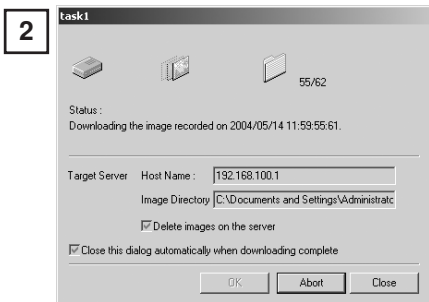 2
task1
55/62
Status :
Downloading the image recorded on 2004/05/14 11:59:55:61.
Target Server Host Name : 192.168.100.1
Image Directory C:\Documents and Settings\Administratc
Delete images on the server
Close this dialog automatically when downloading complete
OK Abort Close